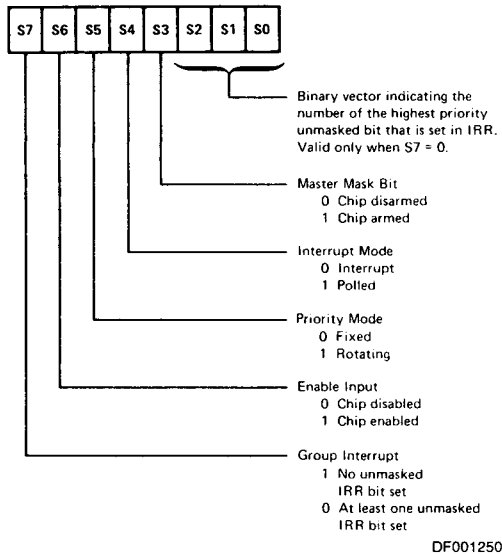 S7 S6 S5 S4 S3 S2 S1 S0
Binary vector indicating the
number of the highest priority
unmasked bit that is set in IRR.
Valid only when S7 = 0.
Master Mask Bit
0 Chip disarmed
1 Chip armed
Interrupt Mode
0 Interrupt
1 Polled
Priority Mode
0 Fixed
1 Rotating
Enable Input
0 Chip disabled
1 Chip enabled
Group Interrupt
1 No unmasked
IRR bit set
0 At least one unmasked
IRR bit set
DF001250